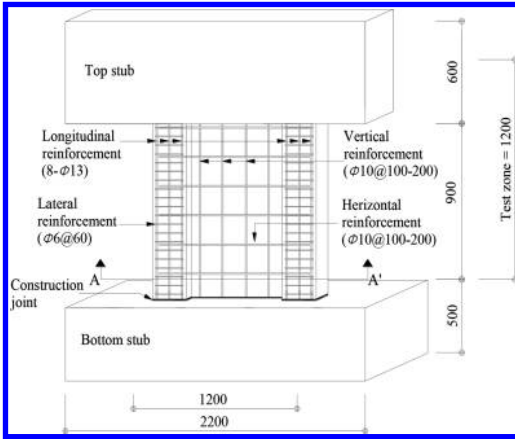 Top stub
600
Longitudinal
reinforcement
(8-Φ13)
Vertical
reinforcement
(Φ10@100-200)
Lateral
reinforcement
(Φ6@60)
Herizontal
reinforcement
(Φ10@100-200)
900
Test zone = 1200
A
A'
Construction
joint
Bottom stub
500
1200
2200